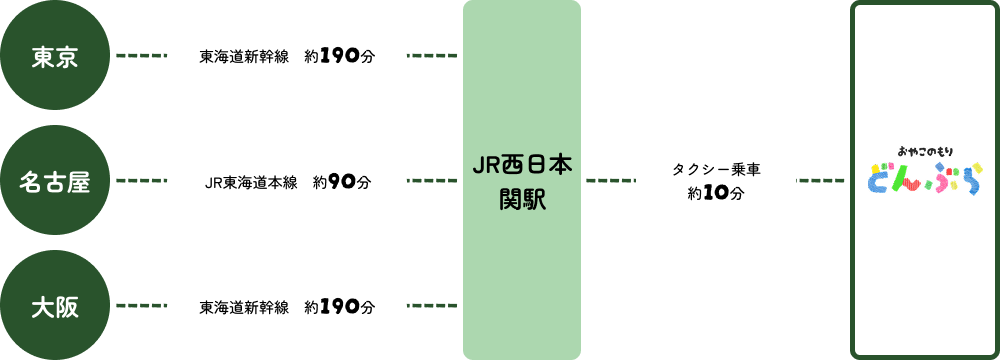 東京
東海道新幹線 約190分
名古屋
JR東海道本線 約90分
大阪
東海道新幹線 約190分
JR西日本
関駅
タクシー乗車
約10分
おやこのもり
どんぶら